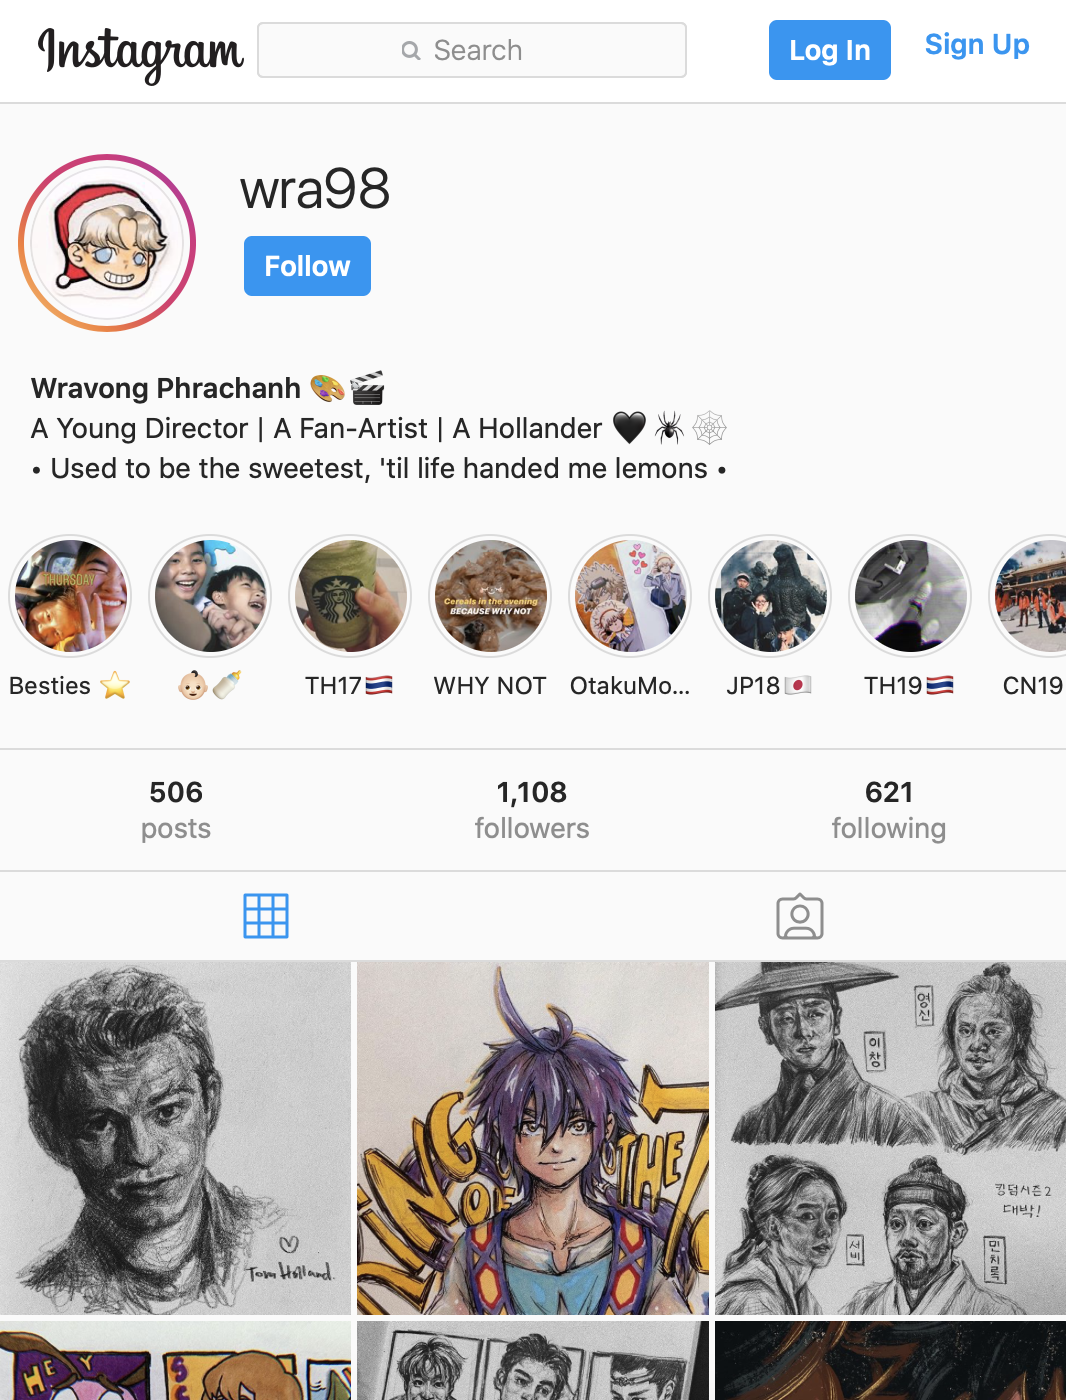 Instagram
Search
Log In
Sign Up
wra98
Follow
Wravong Phrachanh 🎨🎬
A Young Director | A Fan-Artist | A Hollander 🖤🕷🕸
• Used to be the sweetest, 'til life handed me lemons •
THURSDAY
Cereals in the evening
BECAUSE WHY NOT
Besties ⭐
👶🏻🍼
TH17🇹🇭
WHY NOT
OtakuMo...
JP18🇯🇵
TH19🇹🇭
CN19
506
posts
1,108
followers
621
following
Tom Holland.
KING
OF
THE
7
영신
이창
킹덤시즌2
대박!
서비
민치록
HEY